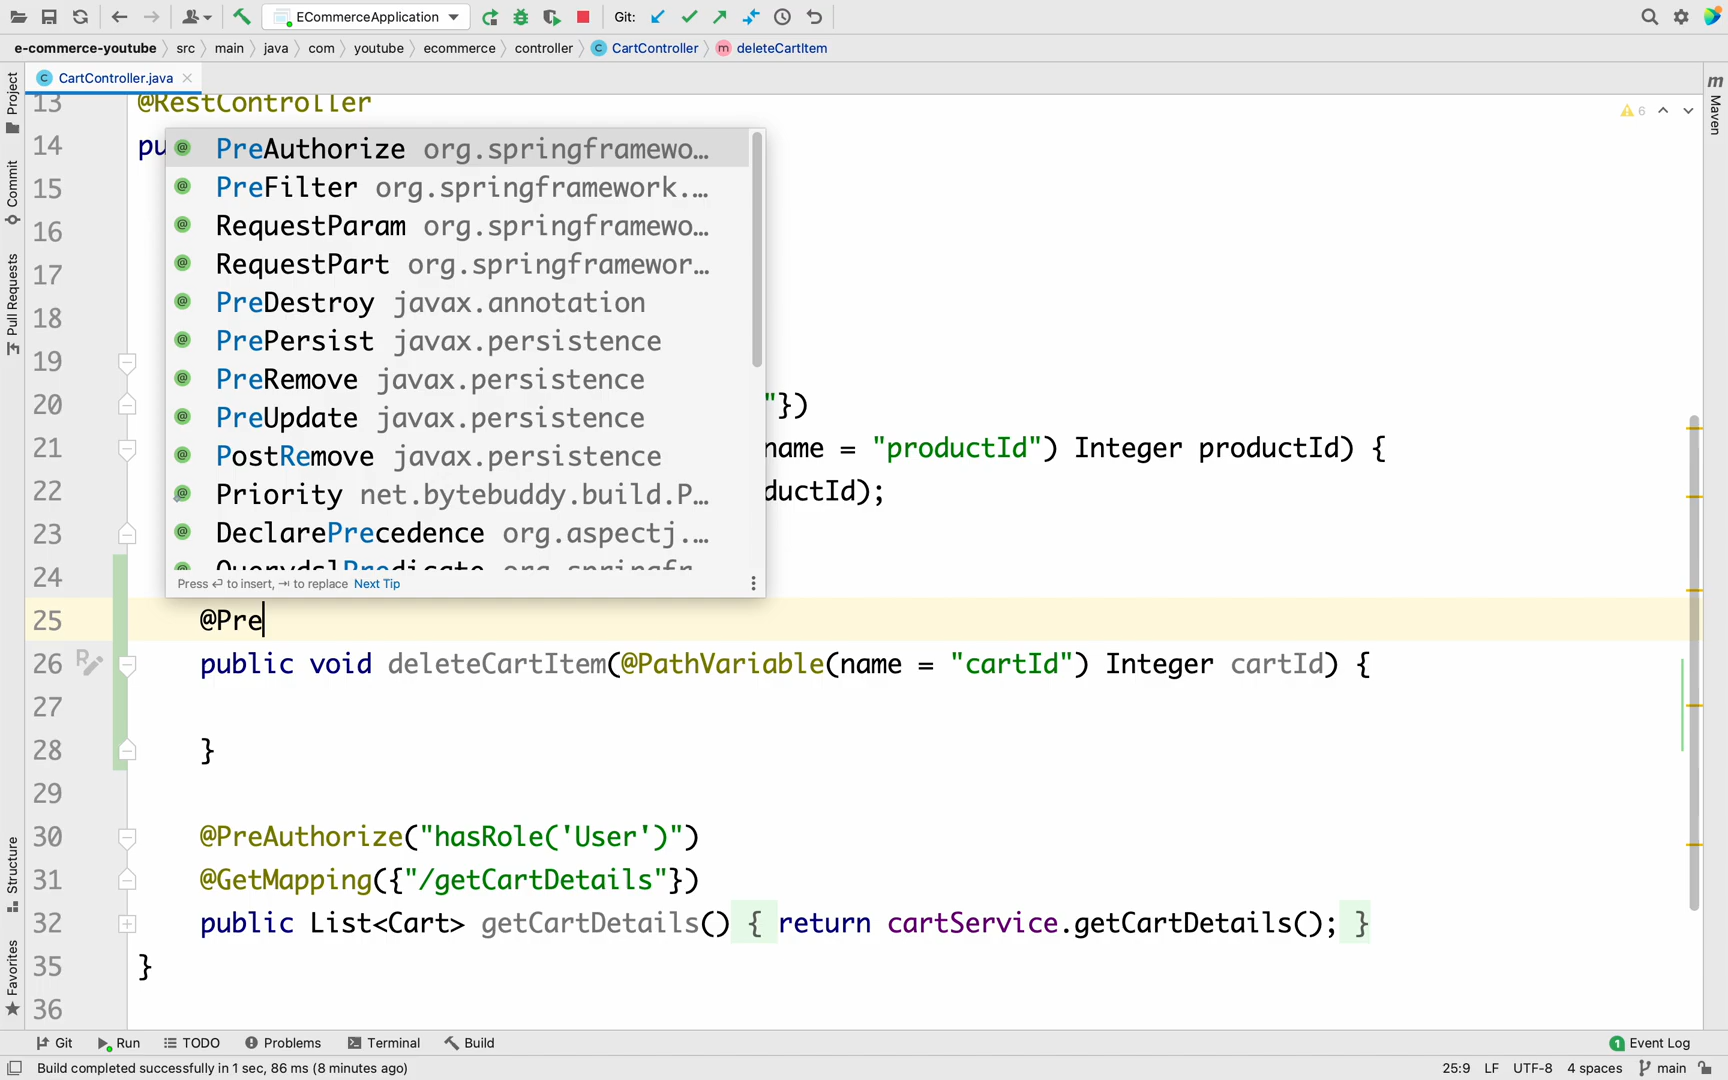 ECommerceApplication
Git:
e-commerce-youtube
src
main
java
com
youtube
ecommerce
controller
CartController
deleteCartItem
CartController.java
Project
Commit
Pull Requests
Structure
Favorites
Maven
6
13 @RestController
14 pu
15
16
17
18
19
20 "})
21 name = "productId") Integer productId) {
22 ductId);
23
24
25 @Pre
26 public void deleteCartItem(@PathVariable(name = "cartId") Integer cartId) {
27
28 }
29
30 @PreAuthorize("hasRole('User')")
31 @GetMapping({"/getCartDetails"})
32 public List<Cart> getCartDetails() { return cartService.getCartDetails(); }
35 }
36
PreAuthorize org.springframewo…
PreFilter org.springframework.…
RequestParam org.springframewo…
RequestPart org.springframewor…
PreDestroy javax.annotation
PrePersist javax.persistence
PreRemove javax.persistence
PreUpdate javax.persistence
PostRemove javax.persistence
Priority net.bytebuddy.build.P…
DeclarePrecedence org.aspectj.…
QuerydslPredicate org.springfr
Press ↩ to insert, ⇥ to replace Next Tip
Git
Run
TODO
Problems
Terminal
Build
1 Event Log
Build completed successfully in 1 sec, 86 ms (8 minutes ago)
25:9 LF UTF-8 4 spaces main